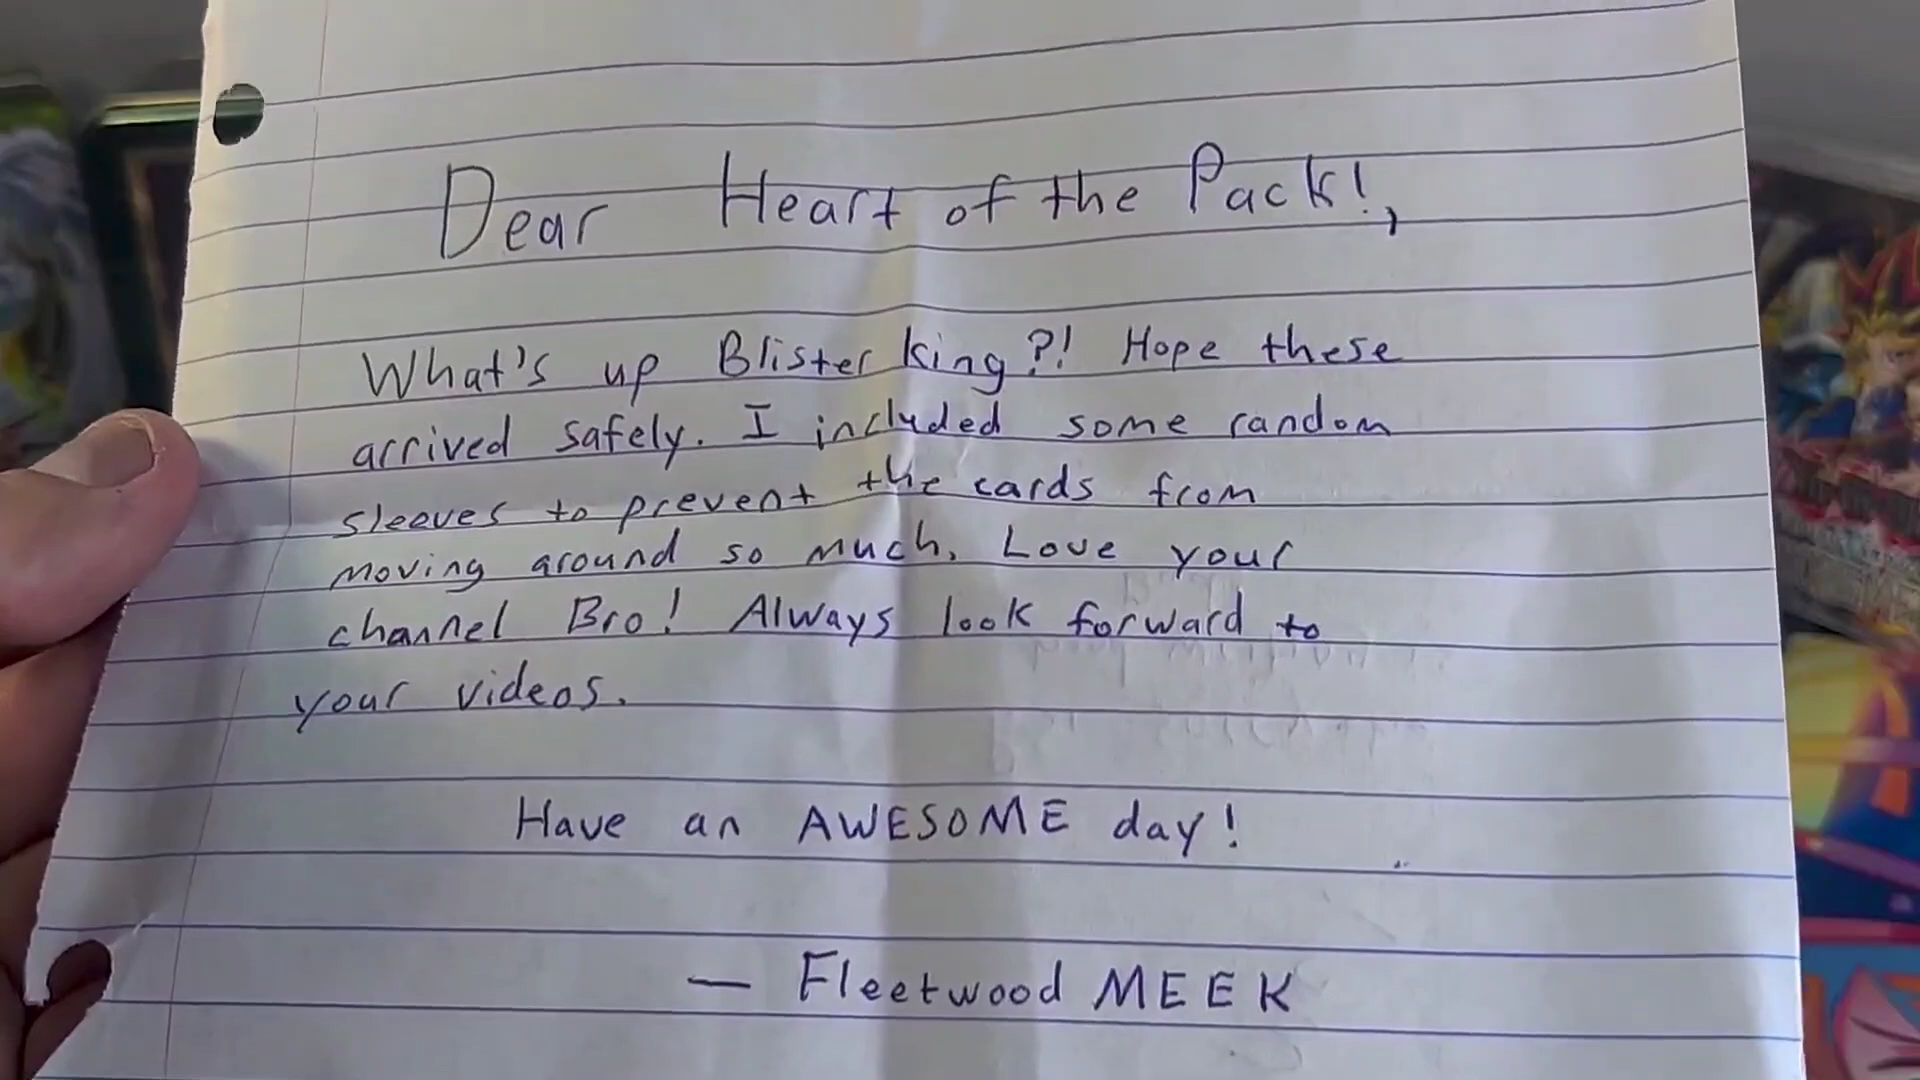 Dear Heart of the Pack!,
What's up Blister King?! Hope these
arrived safely. I included some random
sleeves to prevent the cards from
moving around so much. Love your
channel Bro! Always look forward to
your videos.
Have an AWESOME day!
— Fleetwood MEEK